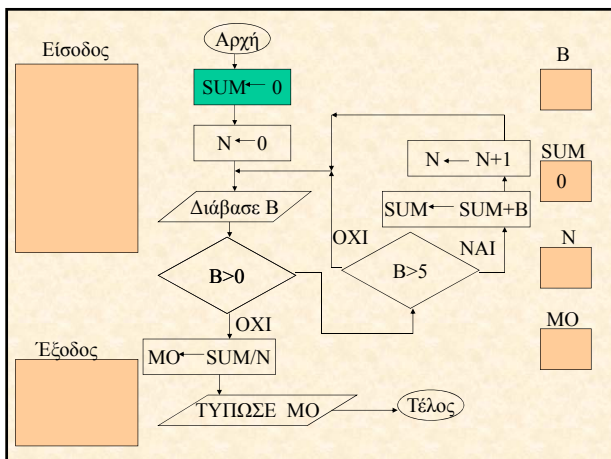 Είσοδος
Αρχή
B
SUM ← 0
N ← 0
N ← N+1
SUM
0
Διάβασε B
SUM ← SUM+B
ΟΧΙ
ΝΑΙ
N
B>0
B>5
ΟΧΙ
MO
MO ← SUM/N
Έξοδος
ΤΥΠΩΣΕ MO
Τέλος